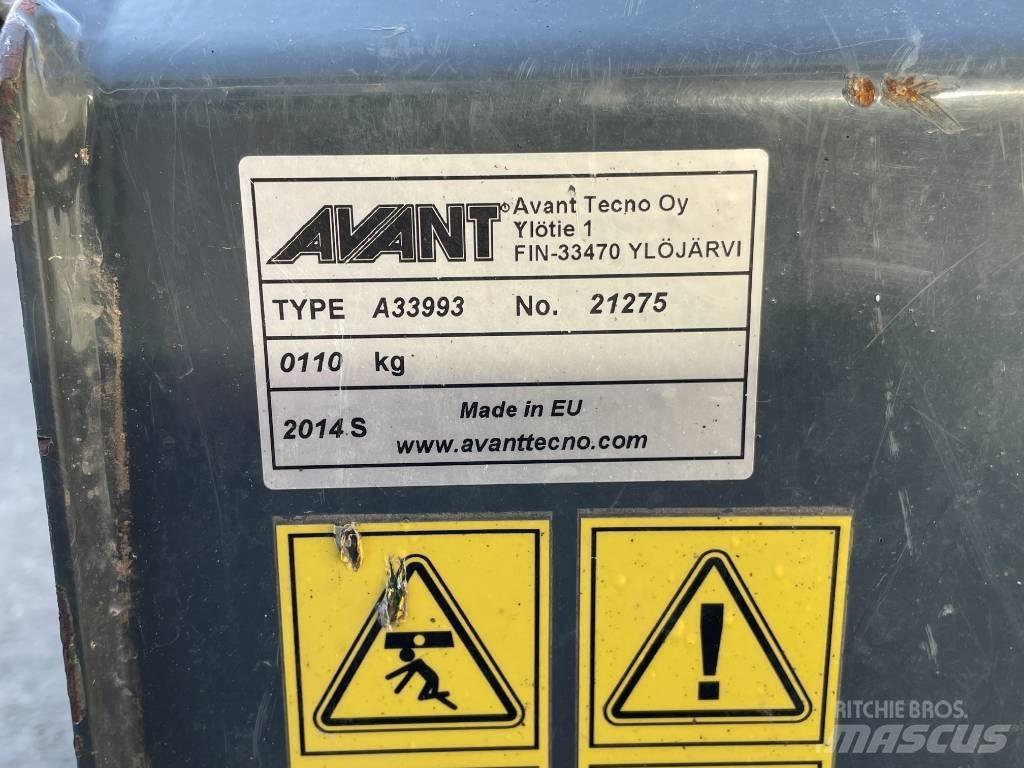 AVANT® Avant Tecno Oy
Ylötie 1
FIN-33470 YLÖJÄRVI
TYPE A33993 No. 21275
0110 kg
2014 S Made in EU
www.avanttecno.com
!
RITCHIE BROS.
MASCUS